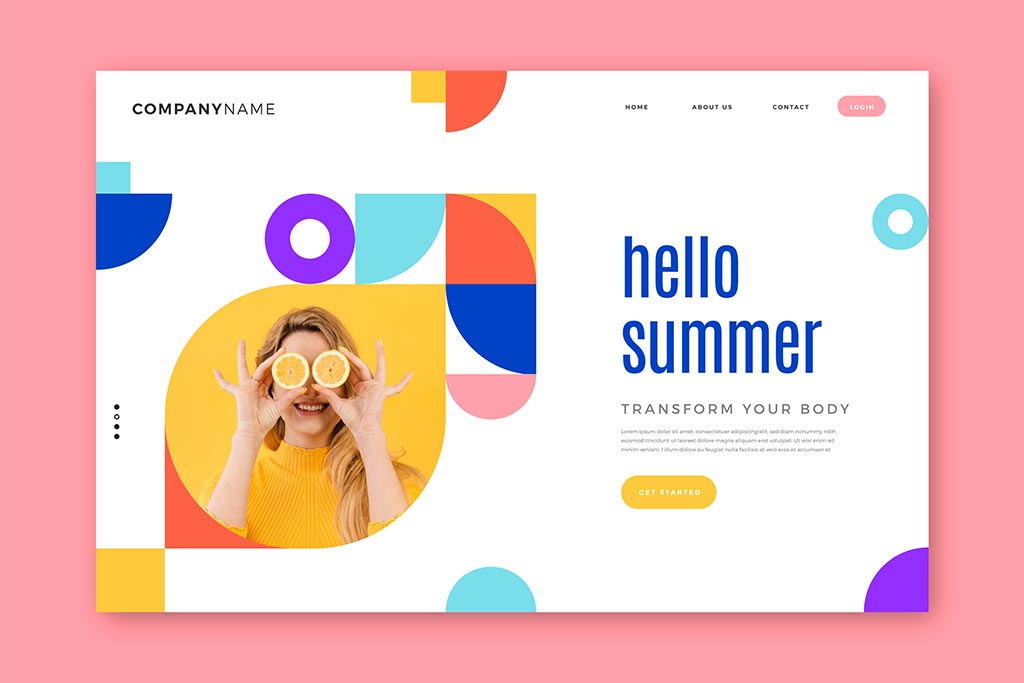 COMPANYNAME
HOME
ABOUT US
CONTACT
LOGIN
hello
summer
TRANSFORM YOUR BODY
Lorem ipsum dolor sit amet, consectetuer adipiscing elit, sed diam nonummy nibh
euismod tincidunt ut laoreet dolore magna aliquam erat volutpat. Ut wisi enim ad
minim veniam. I illum dolore eu feugiat nulla facilisis at vero eros et accumsan et
GET STARTED